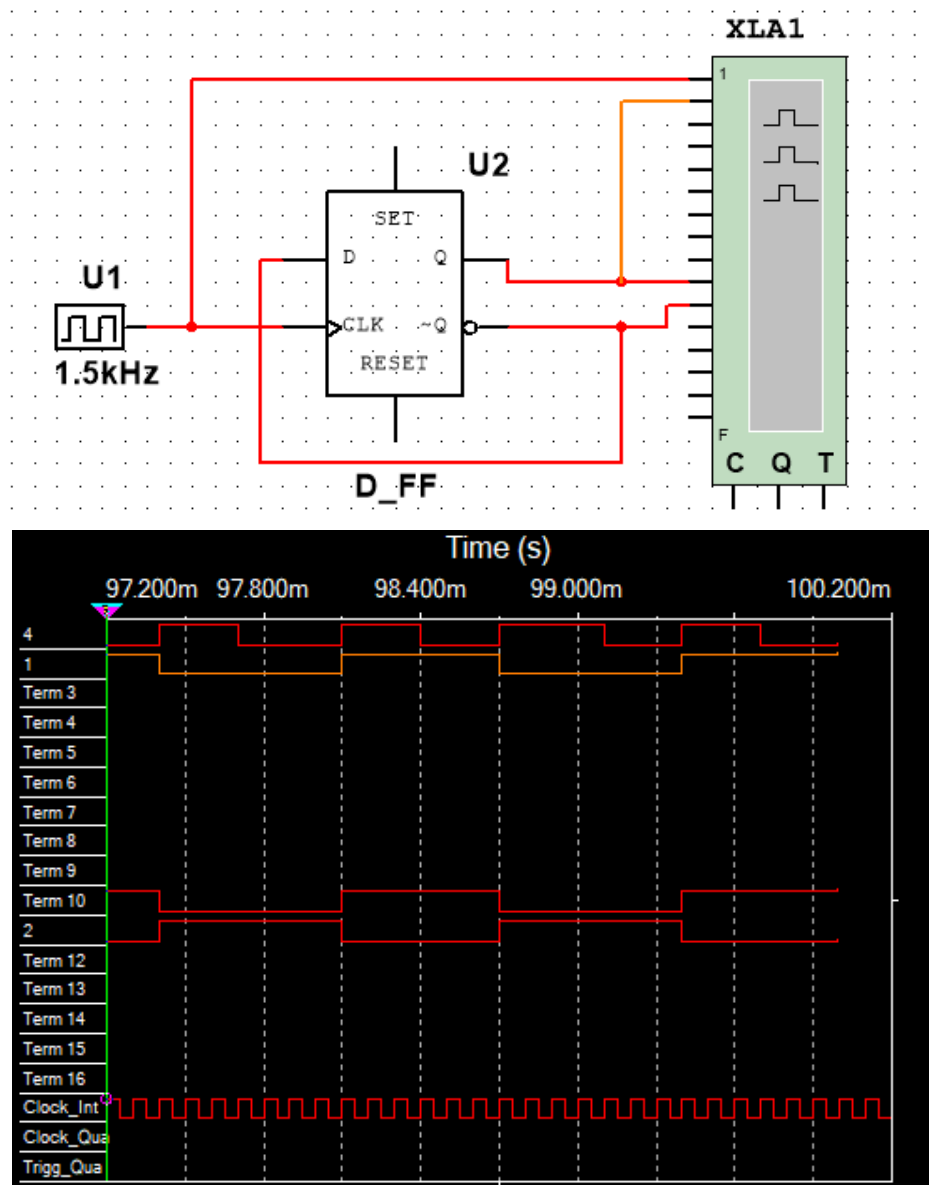 XLA1
1
U2
SET
D Q
U1
CLK ~Q
1.5kHz
RESET
F
C Q T
D_FF
Time (s)
97.200m 97.800m 98.400m 99.000m 100.200m
4
1
Term 3
Term 4
Term 5
Term 6
Term 7
Term 8
Term 9
Term 10
2
Term 12
Term 13
Term 14
Term 15
Term 16
Clock_Int
Clock_Qua
Trigg_Qua